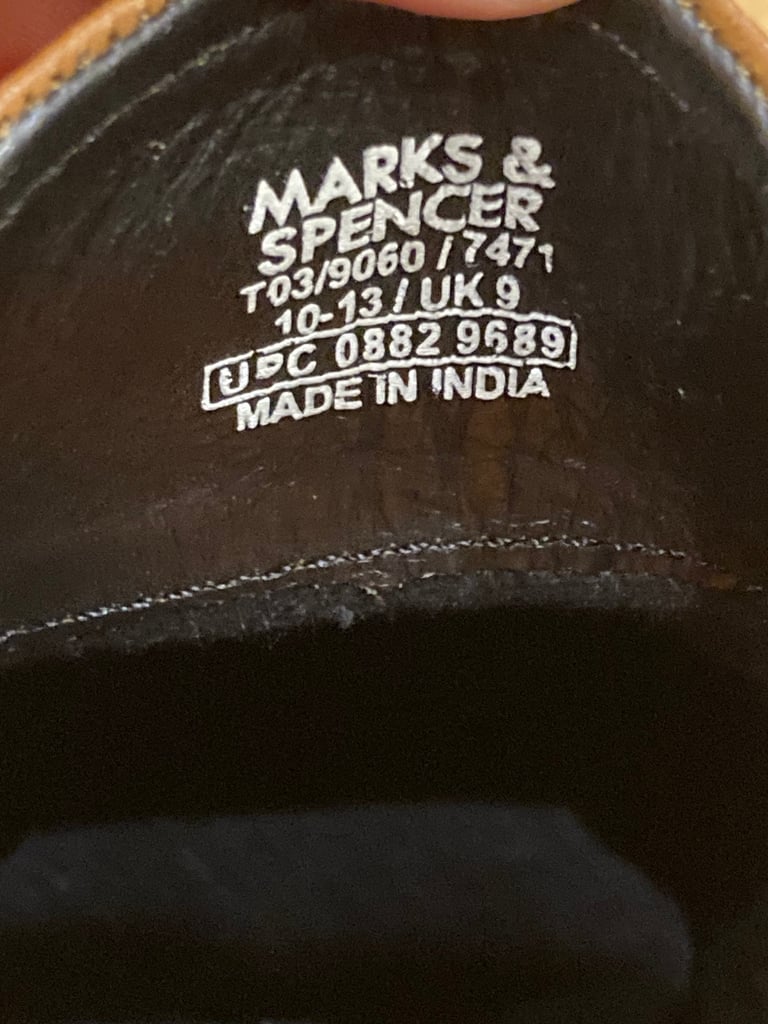 MARKS &
SPENCER
T03/9060 / 7471
10-13 / UK 9
UPC 0882 9689
MADE IN INDIA